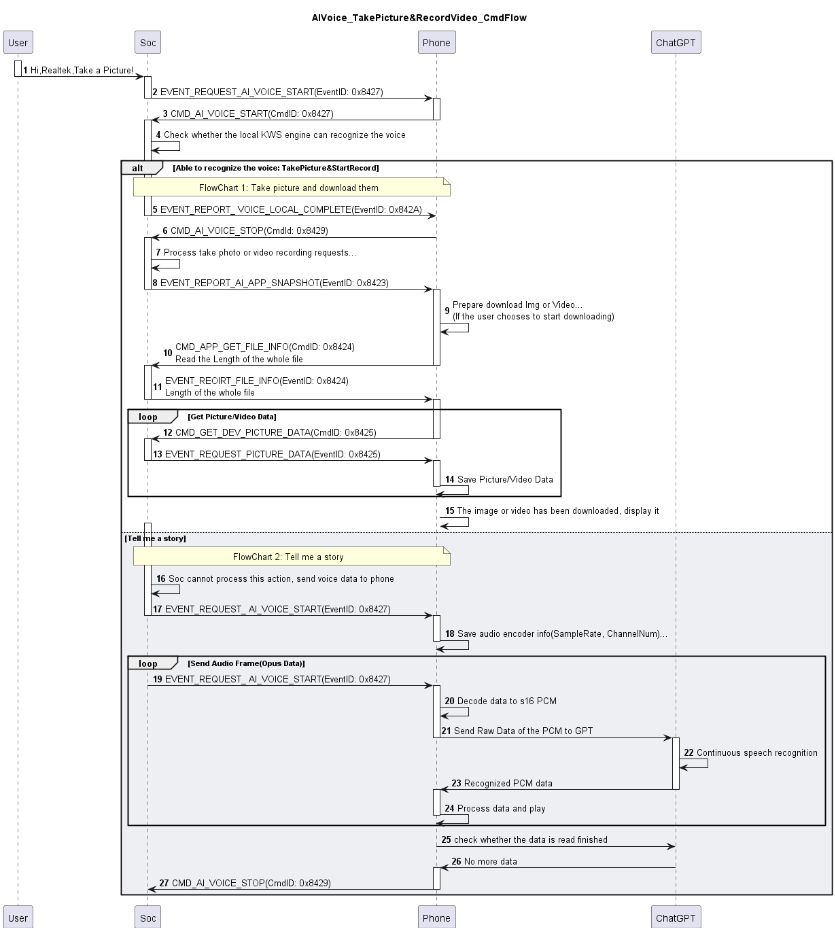 AIVoice_TakePicture&RecordVideo_CmdFlow
User Soc Phone ChatGPT
1 Hi,Realtek,Take a Picture!
2 EVENT_REQUEST_AI_VOICE_START(EventID: 0x8427)
3 CMD_AI_VOICE_START(CmdID: 0x8427)
4 Check whether the local KWS engine can recognize the voice
alt [Able to recognize the voice: TakePicture&StartRecord]
FlowChart 1: Take picture and download them
5 EVENT_REPORT_ VOICE_LOCAL_COMPLETE(EventID: 0x842A)
6 CMD_AI_VOICE_STOP(CmdId: 0x8429)
7 Process take photo or video recording requests...
8 EVENT_REPORT_AI_APP_SNAPSHOT(EventID: 0x8423)
9 Prepare download Img or Video...
(If the user chooses to start downloading)
10 CMD_APP_GET_FILE_INFO(CmdID: 0x8424)
Read the Length of the whole file
11 EVENT_REOIRT_FILE_INFO(EventID: 0x8424)
Length of the whole file
loop [Get Picture/Video Data]
12 CMD_GET_DEV_PICTURE_DATA(CmdID: 0x8425)
13 EVENT_REQUEST_PICTURE_DATA(EventID: 0x8425)
14 Save Picture/Video Data
15 The image or video has been downloaded, display it
[Tell me a story]
FlowChart 2: Tell me a story
16 Soc cannot process this action, send voice data to phone
17 EVENT_REQUEST_ AI_VOICE_START(EventID: 0x8427)
18 Save audio encoder info(SampleRate, ChannelNum)...
loop [Send Audio Frame(Opus Data)]
19 EVENT_REQUEST_ AI_VOICE_START(EventID: 0x8427)
20 Decode data to s16 PCM
21 Send Raw Data of the PCM to GPT
22 Continuous speech recognition
23 Recognized PCM data
24 Process data and play
25 check whether the data is read finished
26 No more data
27 CMD_AI_VOICE_STOP(CmdID: 0x8429)
User Soc Phone ChatGPT